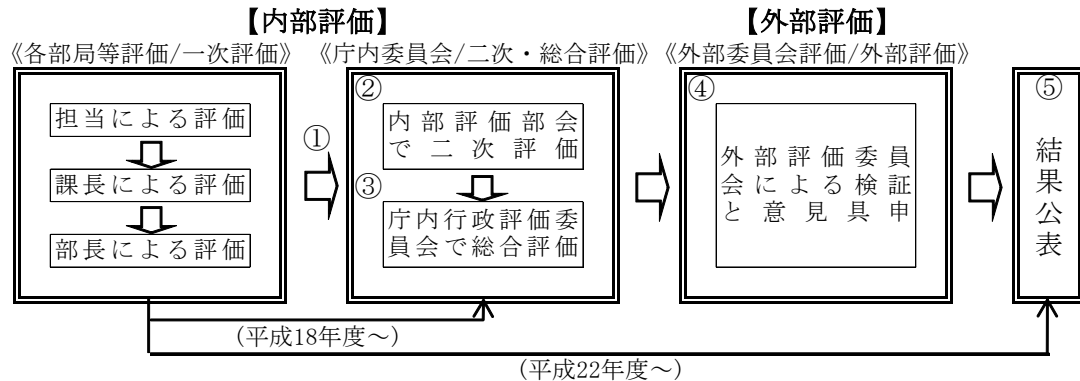 【内部評価】
【外部評価】
《各部局等評価/一次評価》
《庁内委員会/二次・総合評価》
《外部委員会評価/外部評価》
担当による評価
課長による評価
部長による評価
①
②
内部評価部会
で二次評価
③
庁内行政評価委
員会で総合評価
④
外部評価委員
会による検証
と意見具申
⑤
結果公表
(平成18年度～)
(平成22年度～)